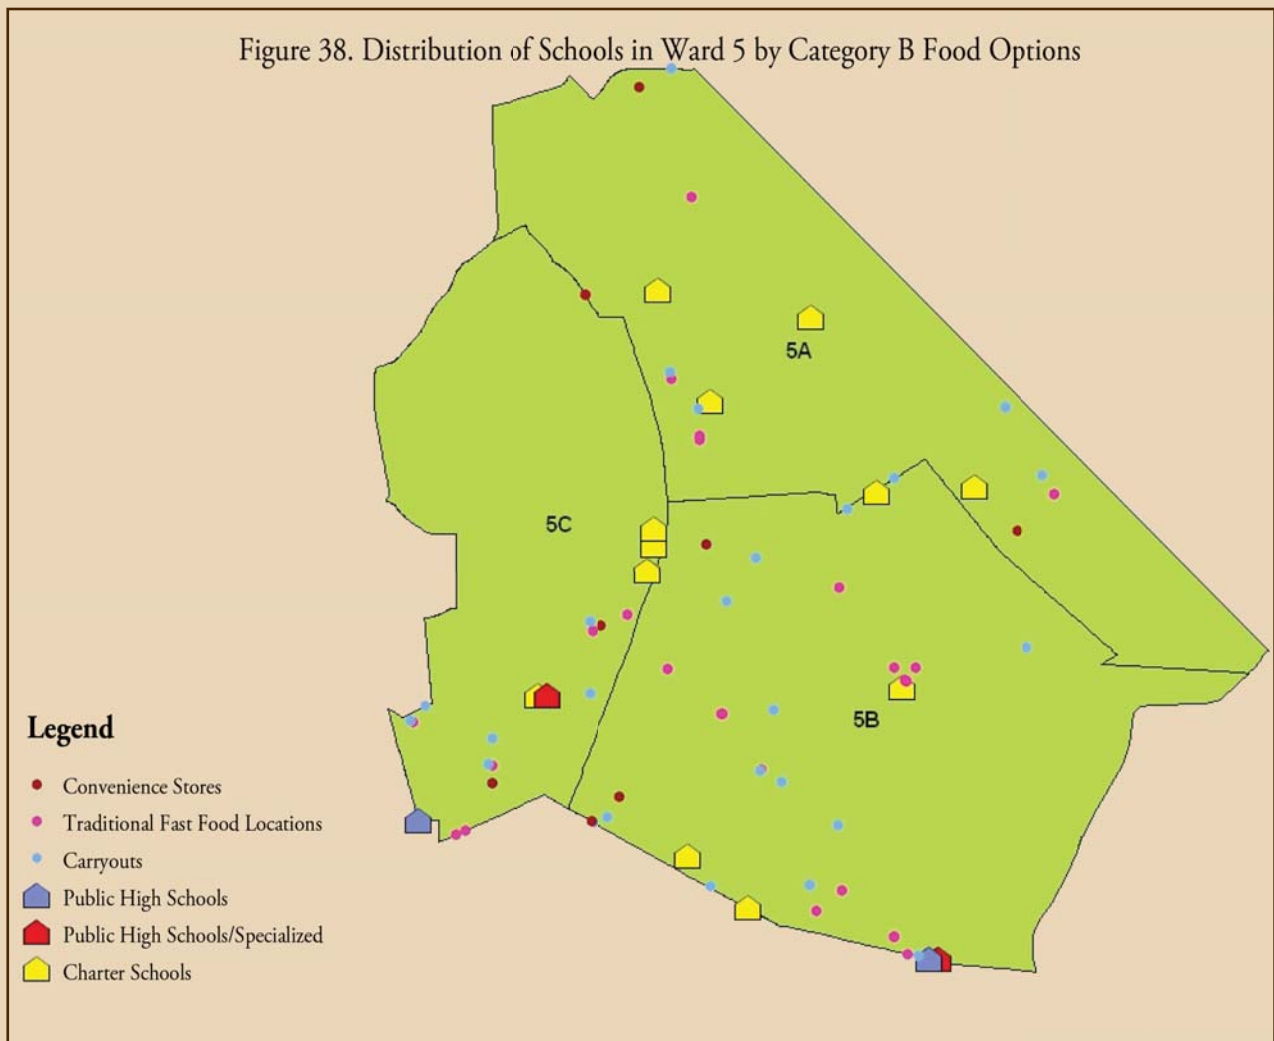 Figure 38. Distribution of Schools in Ward 5 by Category B Food Options
5A
5C
5B
Legend
Convenience Stores
Traditional Fast Food Locations
Carryouts
Public High Schools
Public High Schools/Specialized
Charter Schools